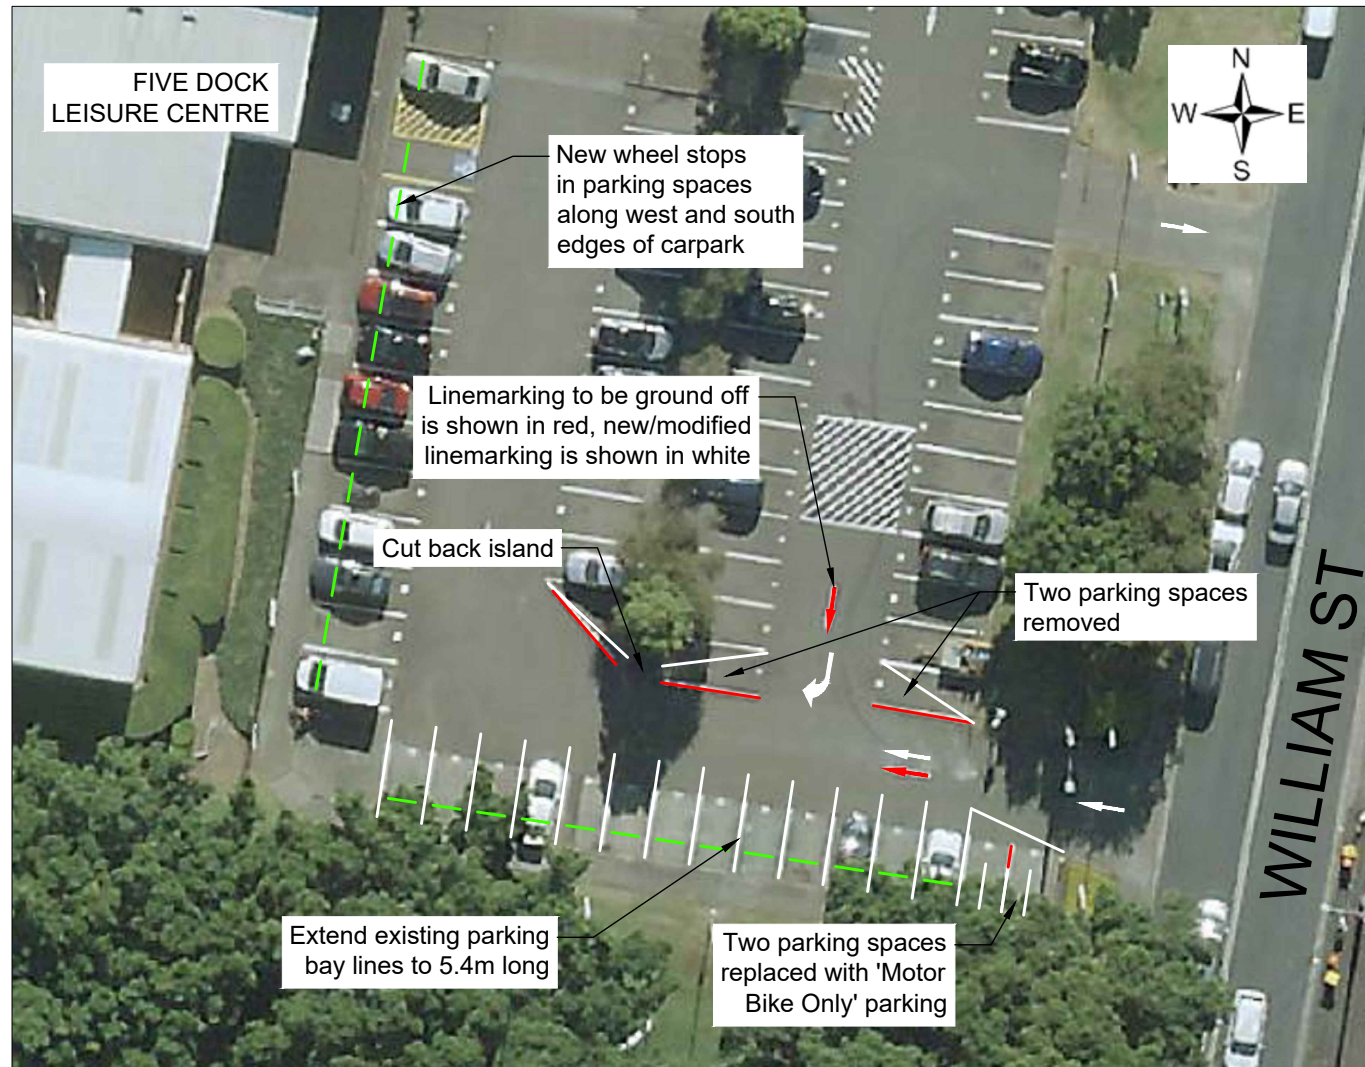 FIVE DOCK
LEISURE CENTRE
N
W
E
S
New wheel stops
in parking spaces
along west and south
edges of carpark
Linemarking to be ground off
is shown in red, new/modified
linemarking is shown in white
Cut back island
Two parking spaces
removed
WILLIAM ST
Extend existing parking
bay lines to 5.4m long
Two parking spaces
replaced with 'Motor
Bike Only' parking